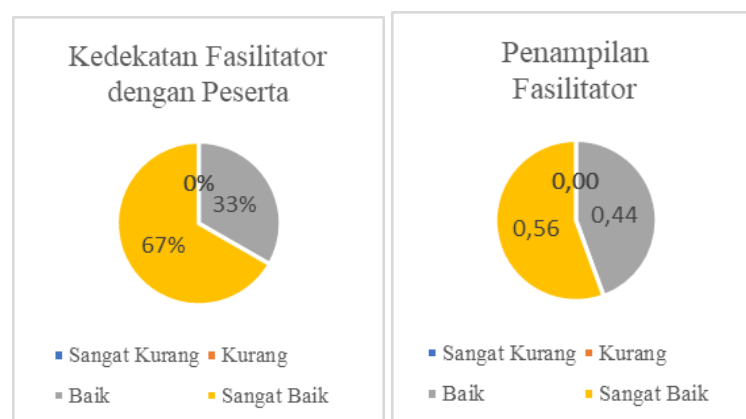 Kedekatan Fasilitator
dengan Peserta
0%
33%
67%
Sangat Kurang
Kurang
Baik
Sangat Baik
Penampilan
Fasilitator
0,00
0,44
0,56
Sangat Kurang
Kurang
Baik
Sangat Baik